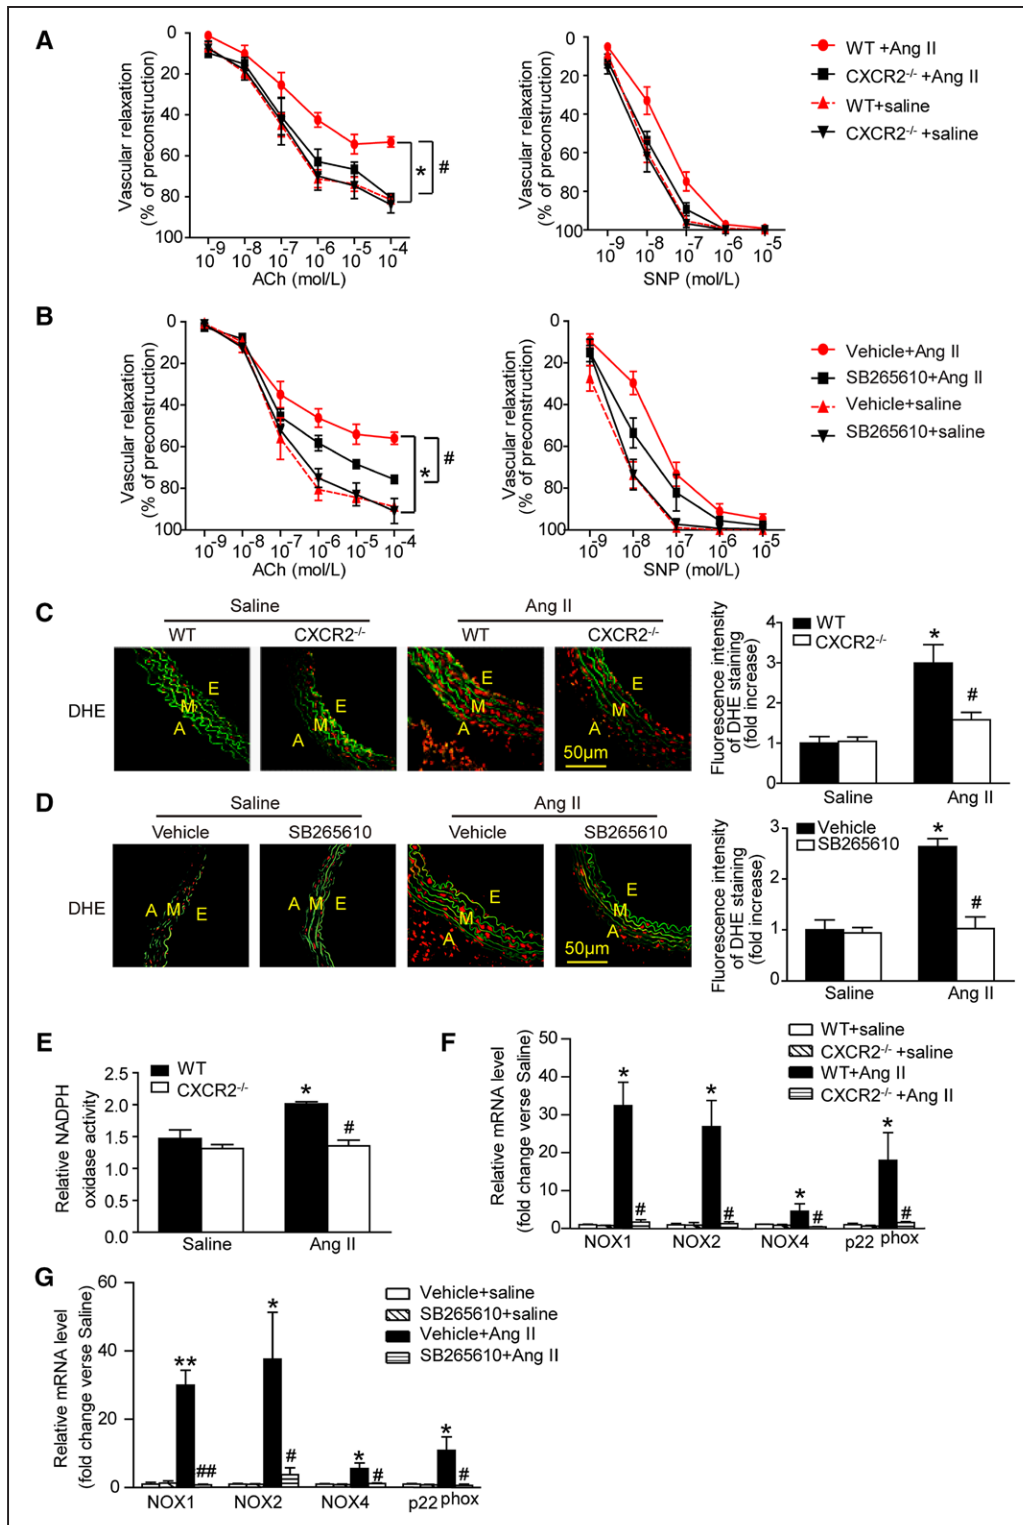 A
0
20
40
60
80
100
Vascular relaxation
(% of preconstruction)
10-9 10-8 10-7 10-6 10-5 10-4
ACh (mol/L)
* #
0
20
40
60
80
100
Vascular relaxation
(% of preconstruction)
10-9 10-8 10-7 10-6 10-5
SNP (mol/L)
WT +Ang II
CXCR2-/- +Ang II
WT+saline
CXCR2-/- +saline
B
0
20
40
60
80
100
Vascular relaxation
(% of preconstruction)
10-9 10-8 10-7 10-6 10-5 10-4
ACh (mol/L)
* #
0
20
40
60
80
100
Vascular relaxation
(% of preconstruction)
10-9 10-8 10-7 10-6 10-5
SNP (mol/L)
Vehicle+Ang II
SB265610+Ang II
Vehicle+saline
SB265610+saline
C
Saline Ang II
WT CXCR2-/- WT CXCR2-/-
DHE
E M A
E M A
E M A
E M A
50μm
Fluorescence intensity
of DHE staining
(fold increase)
4
3
2
1
0
WT
CXCR2-/-
* #
Saline Ang II
D
Saline Ang II
Vehicle SB265610 Vehicle SB265610
DHE
A M E
A M E
E M A
E M A
50μm
Fluorescence intensity
of DHE staining
(fold increase)
3
2
1
0
Vehicle
SB265610
* #
Saline Ang II
E
WT
CXCR2-/-
Relative NADPH
oxidase activity
2.5
2.0
1.5
1.0
0.5
0.0
* #
Saline Ang II
F
Relative mRNA level
(fold change verse Saline)
50
40
30
20
10
0
WT+saline
CXCR2-/- +saline
WT+Ang II
CXCR2-/- +Ang II
* # * # * # * #
NOX1 NOX2 NOX4 p22 phox
G
Relative mRNA level
(fold change verse Saline)
60
40
20
0
Vehicle+saline
SB265610+saline
Vehicle+Ang II
SB265610+Ang II
** ## * # * # * #
NOX1 NOX2 NOX4 p22 phox